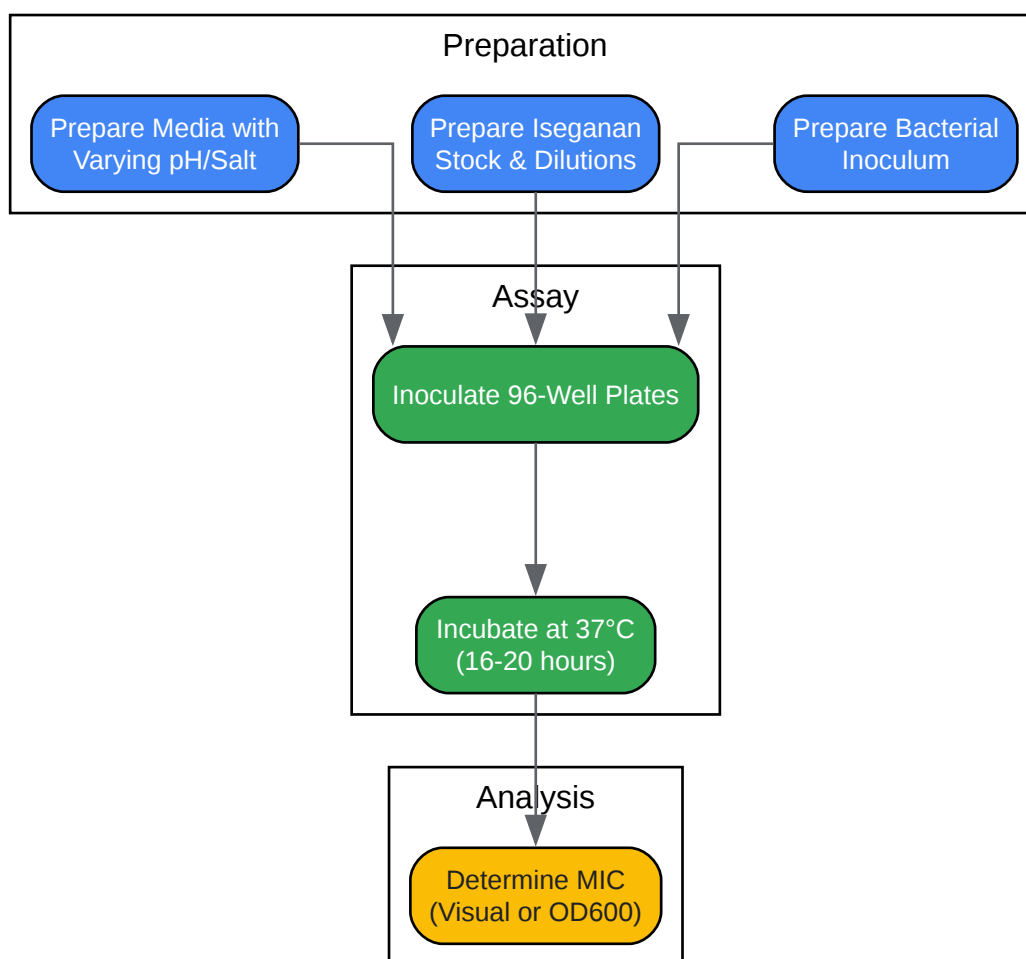 Preparation
Prepare Media with
Varying pH/Salt
Prepare Iseganan
Stock & Dilutions
Prepare Bacterial
Inoculum
Assay
Inoculate 96-Well Plates
Incubate at 37°C
(16-20 hours)
Analysis
Determine MIC
(Visual or OD600)